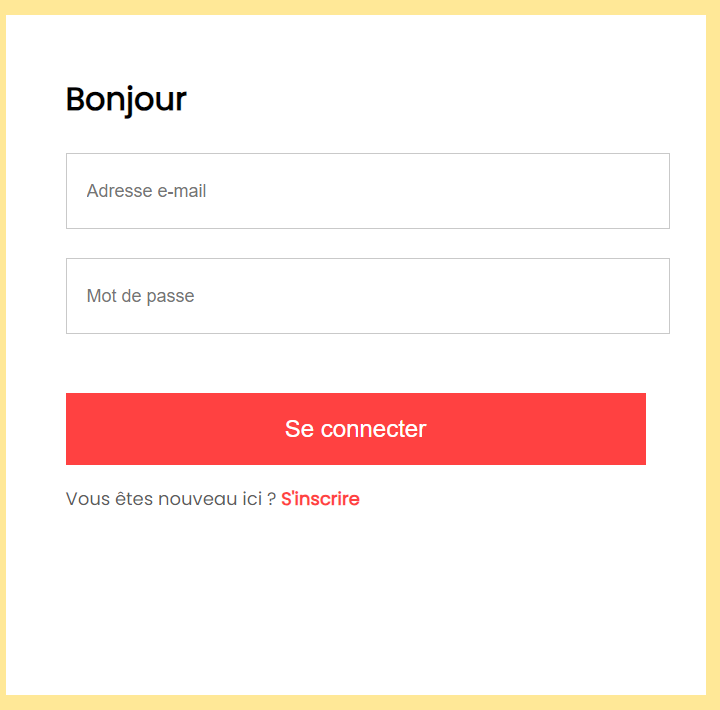 Bonjour
Adresse e-mail
Mot de passe
Se connecter
Vous êtes nouveau ici ? S'inscrire